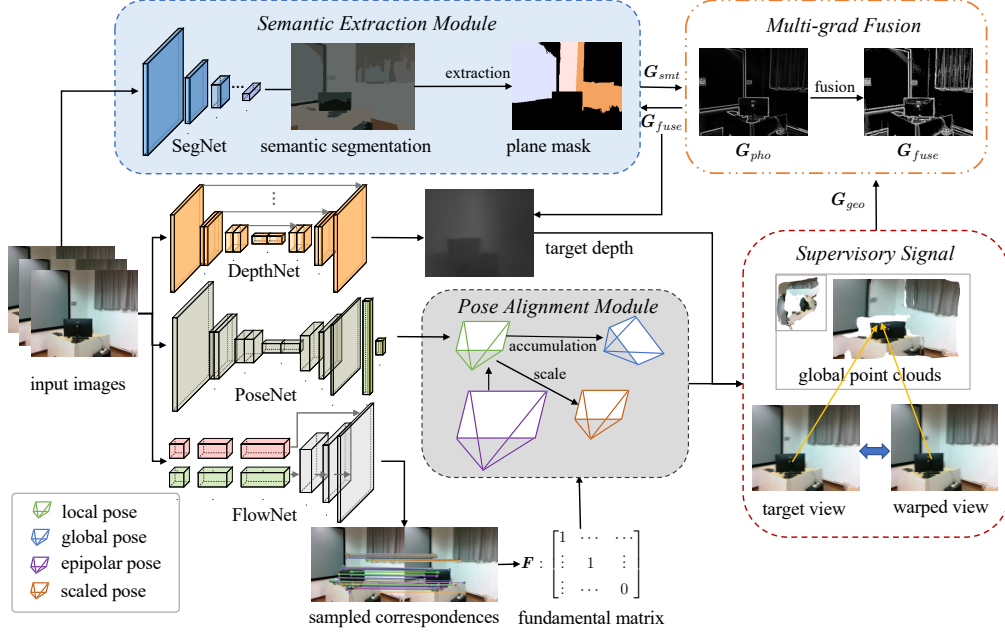 Semantic Extraction Module
Multi-grad Fusion
extraction
G_smt
fusion
G_fuse
SegNet
semantic segmentation
plane mask
G_pho
G_fuse
⋮
G_geo
DepthNet
target depth
Supervisory Signal
Pose Alignment Module
accumulation
input images
scale
global point clouds
PoseNet
FlowNet
target view
warped view
local pose
global pose
epipolar pose
scaled pose
F :
1 ⋯ ⋯
⋮ 1 ⋮
⋮ ⋯ 0
sampled correspondences
fundamental matrix